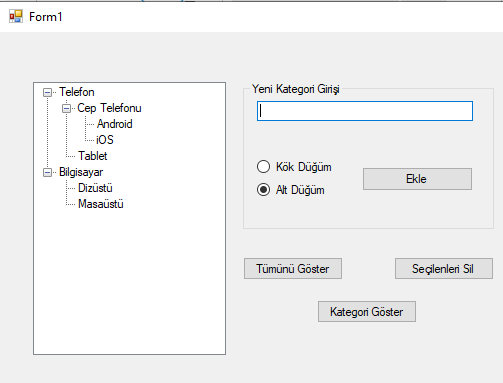 Form1
Telefon
Cep Telefonu
Android
iOS
Tablet
Bilgisayar
Dizüstü
Masaüstü
Yeni Kategori Girişi
Kök Düğüm
Alt Düğüm
Ekle
Tümünü Göster
Seçilenleri Sil
Kategori Göster